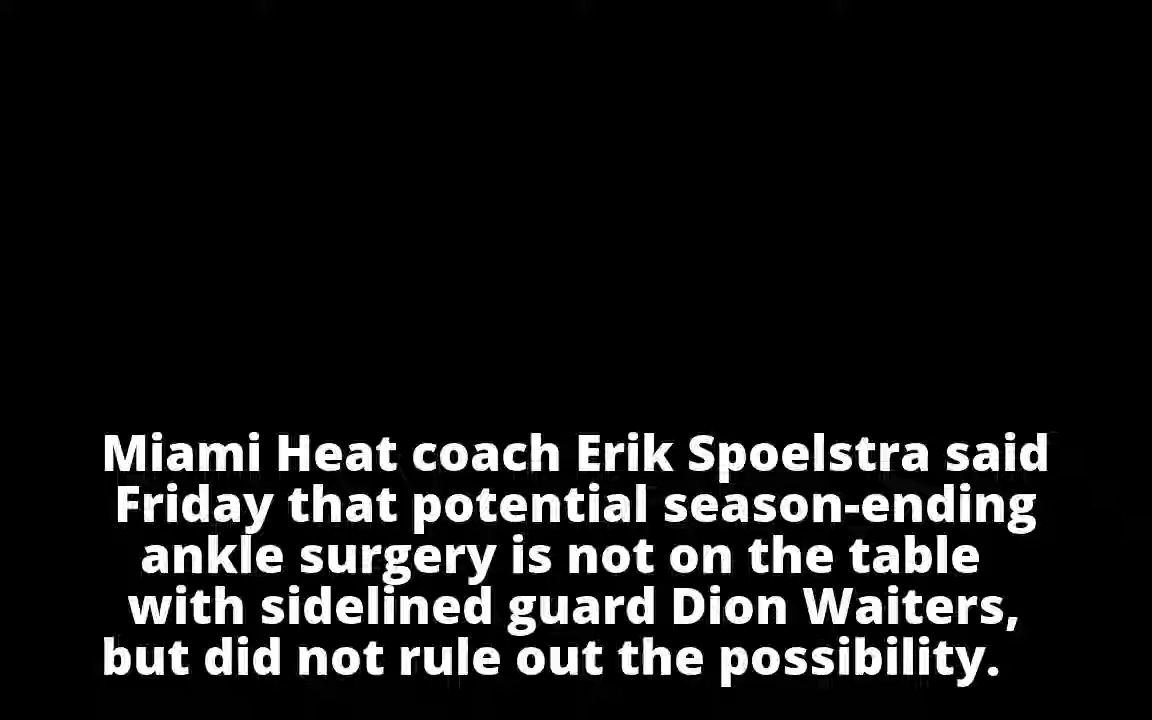 Miami Heat coach Erik Spoelstra said
Friday that potential season-ending
ankle surgery is not on the table
with sidelined guard Dion Waiters,
but did not rule out the possibility.